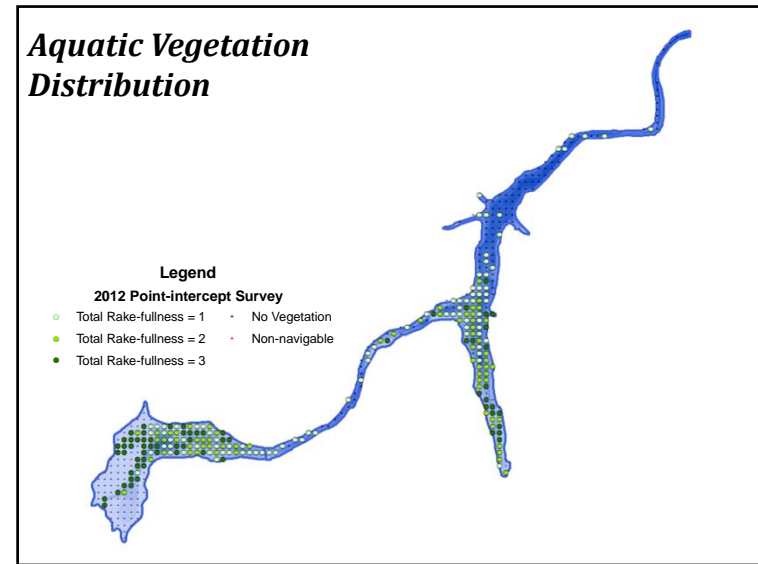 Aquatic Vegetation
Distribution
Legend
2012 Point-intercept Survey
Total Rake-fullness = 1
No Vegetation
Total Rake-fullness = 2
Non-navigable
Total Rake-fullness = 3